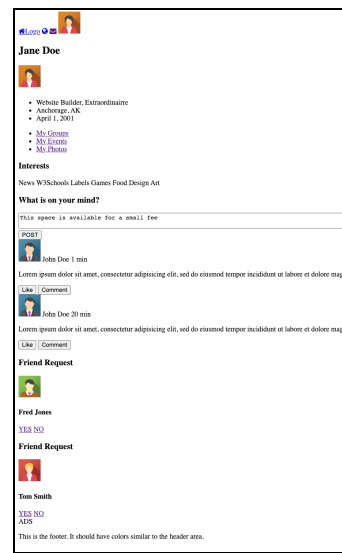 Logo
Jane Doe
Website Builder, Extraordinairre
Anchorage, AK
April 1, 2001
My Groups
My Events
My Photos
Interests
News W3Schools Labels Games Food Design Art
What is on your mind?
This space is available for a small fee
POST
John Doe 1 min
Lorem ipsum dolor sit amet, consectetur adipisicing elit, sed do eiusmod tempor incididunt ut labore et dolore mag
Like Comment
John Doe 20 min
Lorem ipsum dolor sit amet, consectetur adipisicing elit, sed do eiusmod tempor incididunt ut labore et dolore mag
Like Comment
Friend Request
Fred Jones
YES NO
Friend Request
Tom Smith
YES NO
ADS
This is the footer. It should have colors similar to the header area.